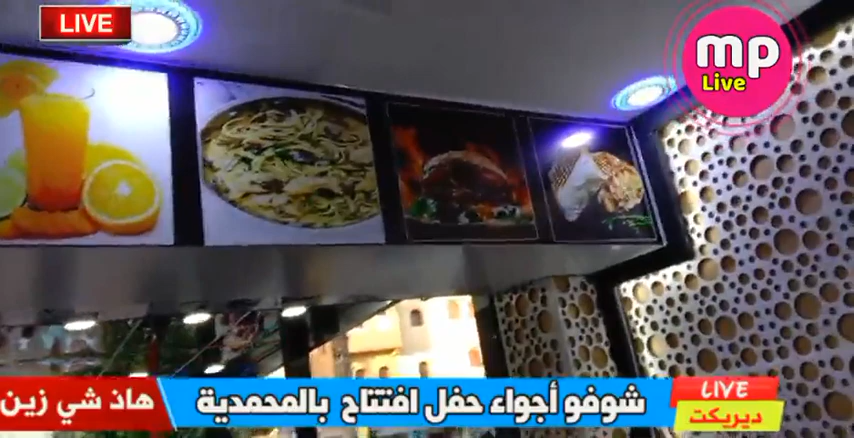 LIVE
mp
Live
هاذ شي زين
شوفو أجواء حفل افتتاح بالمحمدية
LIVE
ديريكت